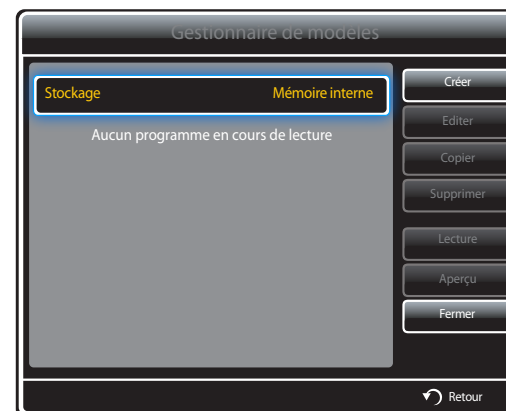 Gestionnaire de modèles
Stockage Mémoire interne
Aucun programme en cours de lecture
Créer
Editer
Copier
Supprimer
Lecture
Aperçu
Fermer
Retour